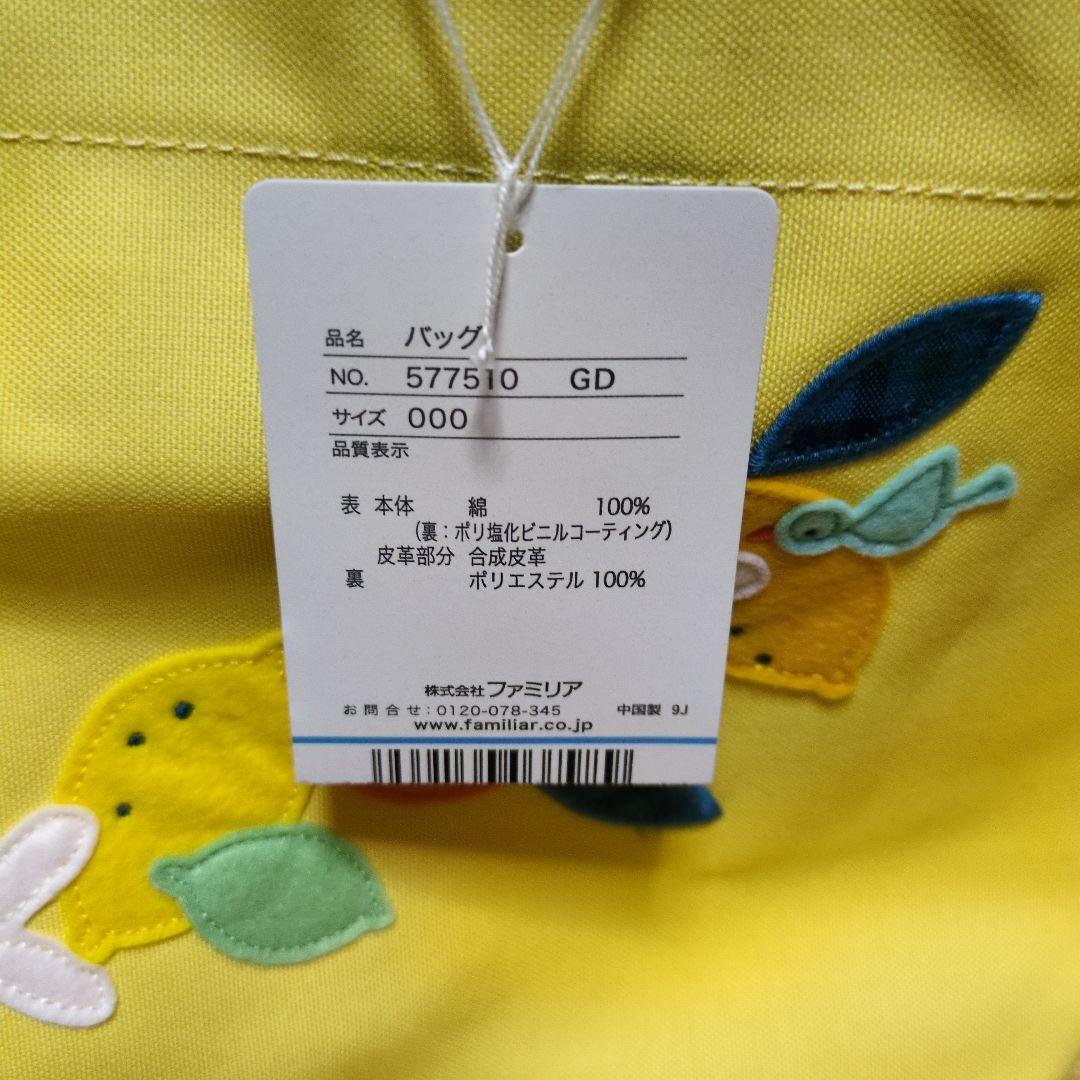 品名 バッグ
NO. 577510 GD
サイズ 000
品質表示
表 本体 綿 100%
(裏:ポリ塩化ビニルコーティング)
皮革部分 合成皮革
裏 ポリエステル 100%
株式会社ファミリア
お問合せ:0120-078-345 中国製 9J
www.familiar.co.jp